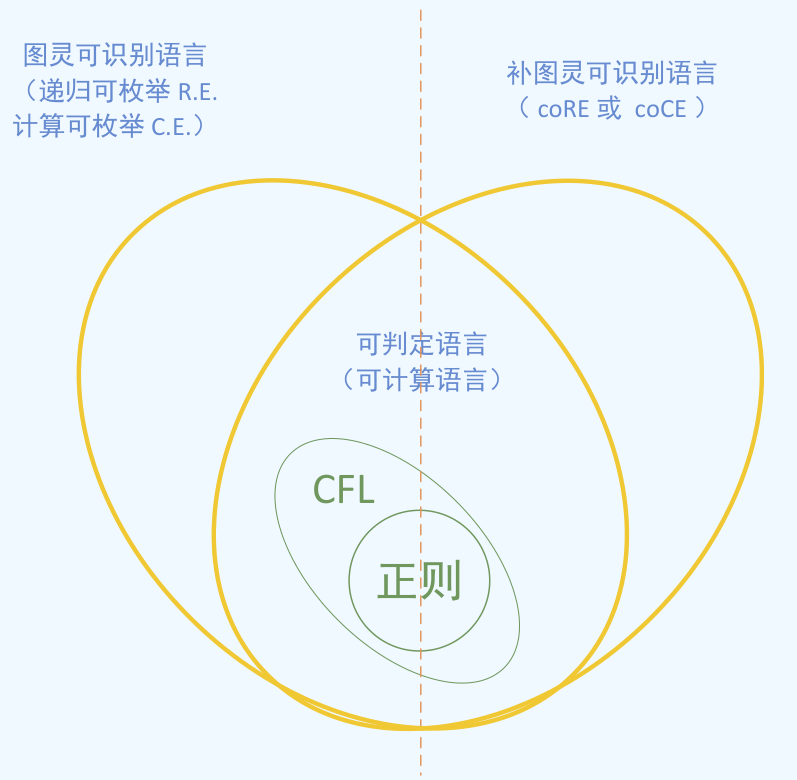 图灵可识别语言
（递归可枚举 R.E.
计算可枚举 C.E.）
补图灵可识别语言
（ coRE 或 coCE ）
可判定语言
（可计算语言）
CFL
正则